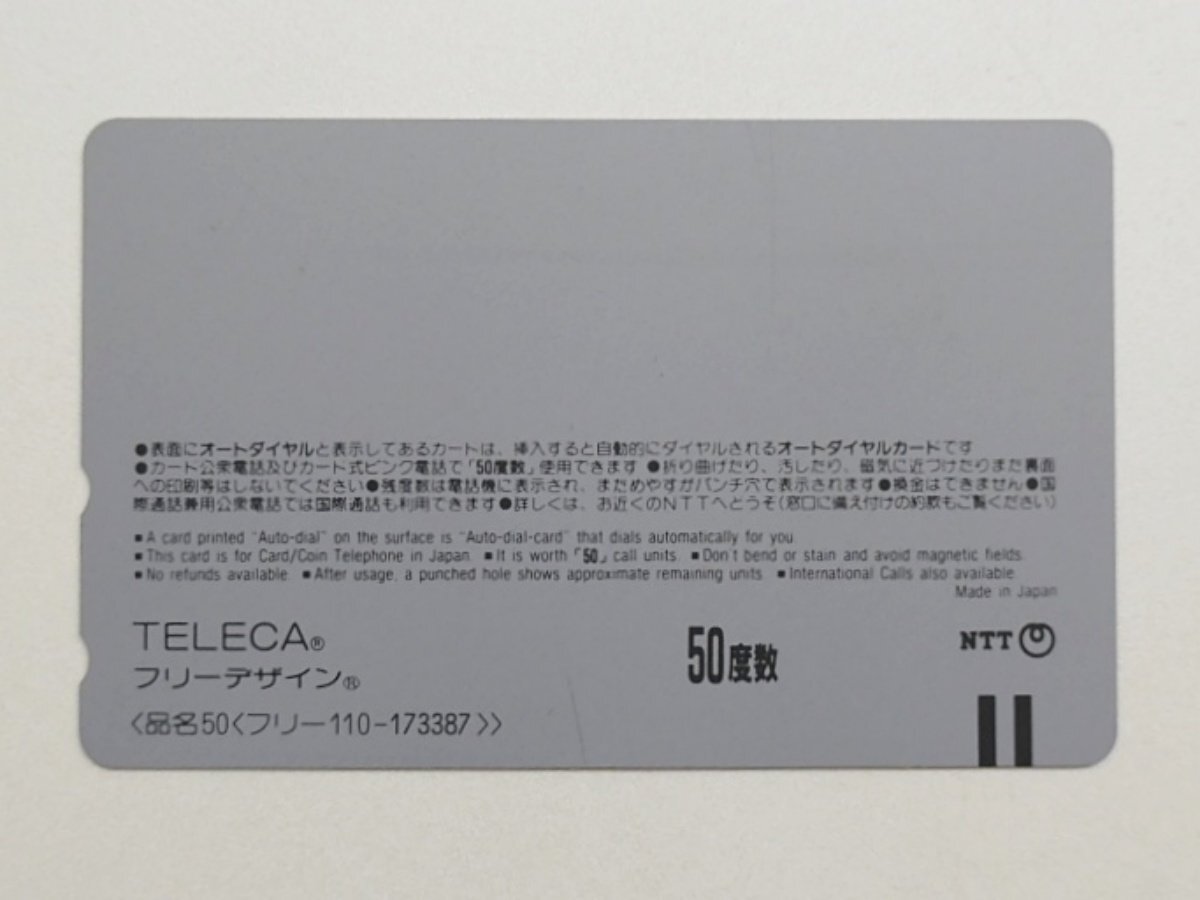 ●表面にオートダイヤルと表示してあるカードは、挿入すると自動的にダイヤルされるオートダイヤルカードです
●カード公衆電話及びカード式ピンク電話で「50度数」使用できます ●折り曲げたり、汚したり、磁気に近づけたりまた裏面
への印刷等はしないでください●残度数は電話機に表示され、まためやすがパンチ穴で表示されます●換金はできません●国
際通話兼用公衆電話では国際通話も利用できます●詳しくは、お近くのNTTへどうぞ(窓口に備え付けの約款もご覧ください)
■A card printed "Auto-dial" on the surface is "Auto-dial-card" that dials automatically for you.
■This card is for Card/Coin Telephone in Japan. ■It is worth「50」call units. ■Don't bend or stain and avoid magnetic fields.
■No refunds available. ■After usage, a punched hole shows approximate remaining units. ■International Calls also available.
Made in Japan
TELECA®
フリーデザイン®
50度数
NTT
〈品名50〈フリー110-173387〉〉